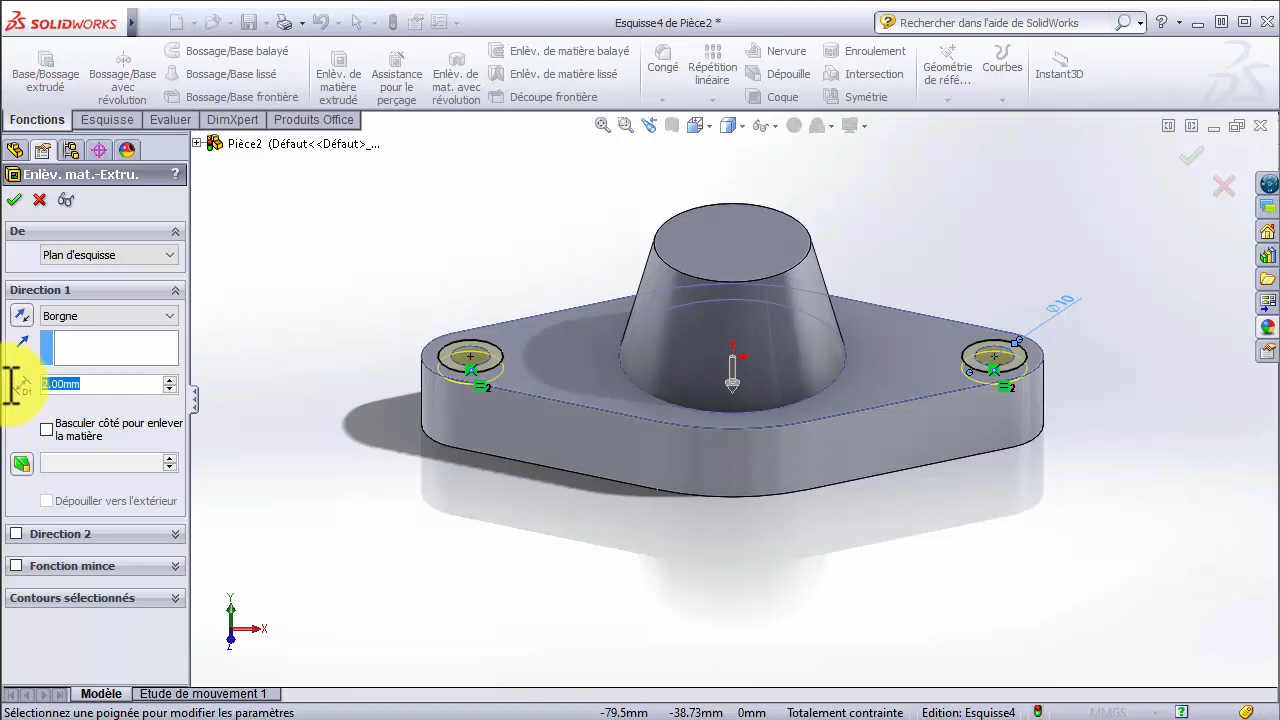 SOLIDWORKS
Esquisse4 de Pièce2 *
Rechercher dans l'aide de SolidWorks
Base/Bossage extrudé
Bossage/Base avec révolution
Bossage/Base balayé
Bossage/Base lissé
Bossage/Base frontière
Enlèv. de matière extrudé
Assistance pour le perçage
Enlèv. de mat. avec révolution
Enlèv. de matière balayé
Enlèv. de matière lissé
Découpe frontière
Congé
Répétition linéaire
Nervure
Dépouille
Coque
Enroulement
Intersection
Symétrie
Géométrie de réfé...
Courbes
Instant3D
Fonctions
Esquisse
Evaluer
DimXpert
Produits Office
Pièce2 (Défaut<<Défaut>_...
Enlèv. mat.-Extru.
?
De
Plan d'esquisse
Direction 1
Borgne
D1
2.00mm
Basculer côté pour enlever
la matière
Dépouiller vers l'extérieur
Direction 2
Fonction mince
Contours sélectionnés
Ø10
2
2
Y
X
Z
Modèle
Etude de mouvement 1
Sélectionnez une poignée pour modifier les paramètres
-79.5mm
-38.73mm
0mm
Totalement contrainte
Edition: Esquisse4
MMGS